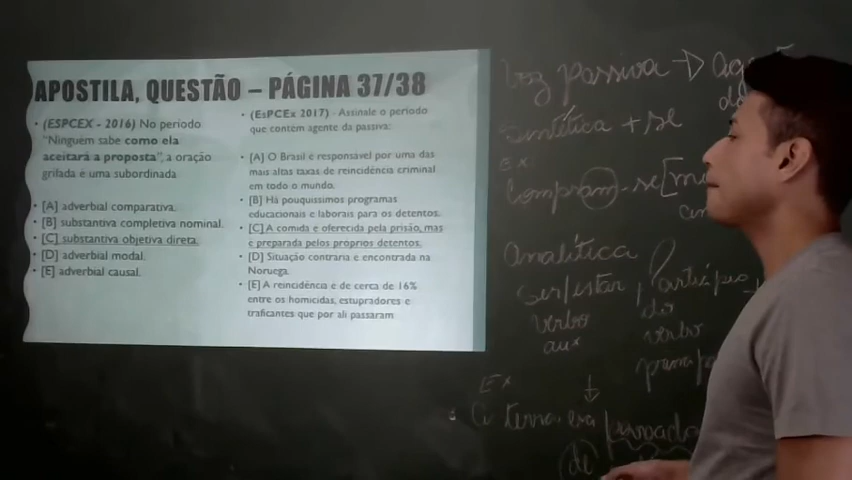 APOSTILA, QUESTÃO – PÁGINA 37/38
• (ESPCEX - 2016) No período
"Ninguém sabe como ela
aceitará a proposta", a oração
grifada é uma subordinada
• [A] adverbial comparativa.
• [B] substantiva completiva nominal.
• [C] substantiva objetiva direta.
• [D] adverbial modal.
• [E] adverbial causal.
• (EsPCEx 2017) - Assinale o período
que contém agente da passiva:
• [A] O Brasil é responsável por uma das
mais altas taxas de reincidência criminal
em todo o mundo.
• [B] Há pouquíssimos programas
educacionais e laborais para os detentos.
• [C] A comida é oferecida pela prisão, mas
é preparada pelos próprios detentos.
• [D] Situação contrária é encontrada na
Noruega.
• [E] A reincidência é de cerca de 16%
entre os homicidas, estupradores e
traficantes que por ali passaram
Voz passiva →
sintética + se
Ex
Compram-se
Analítica
ser/estar, particípio
verbo do
aux verbo
Ex
era
de